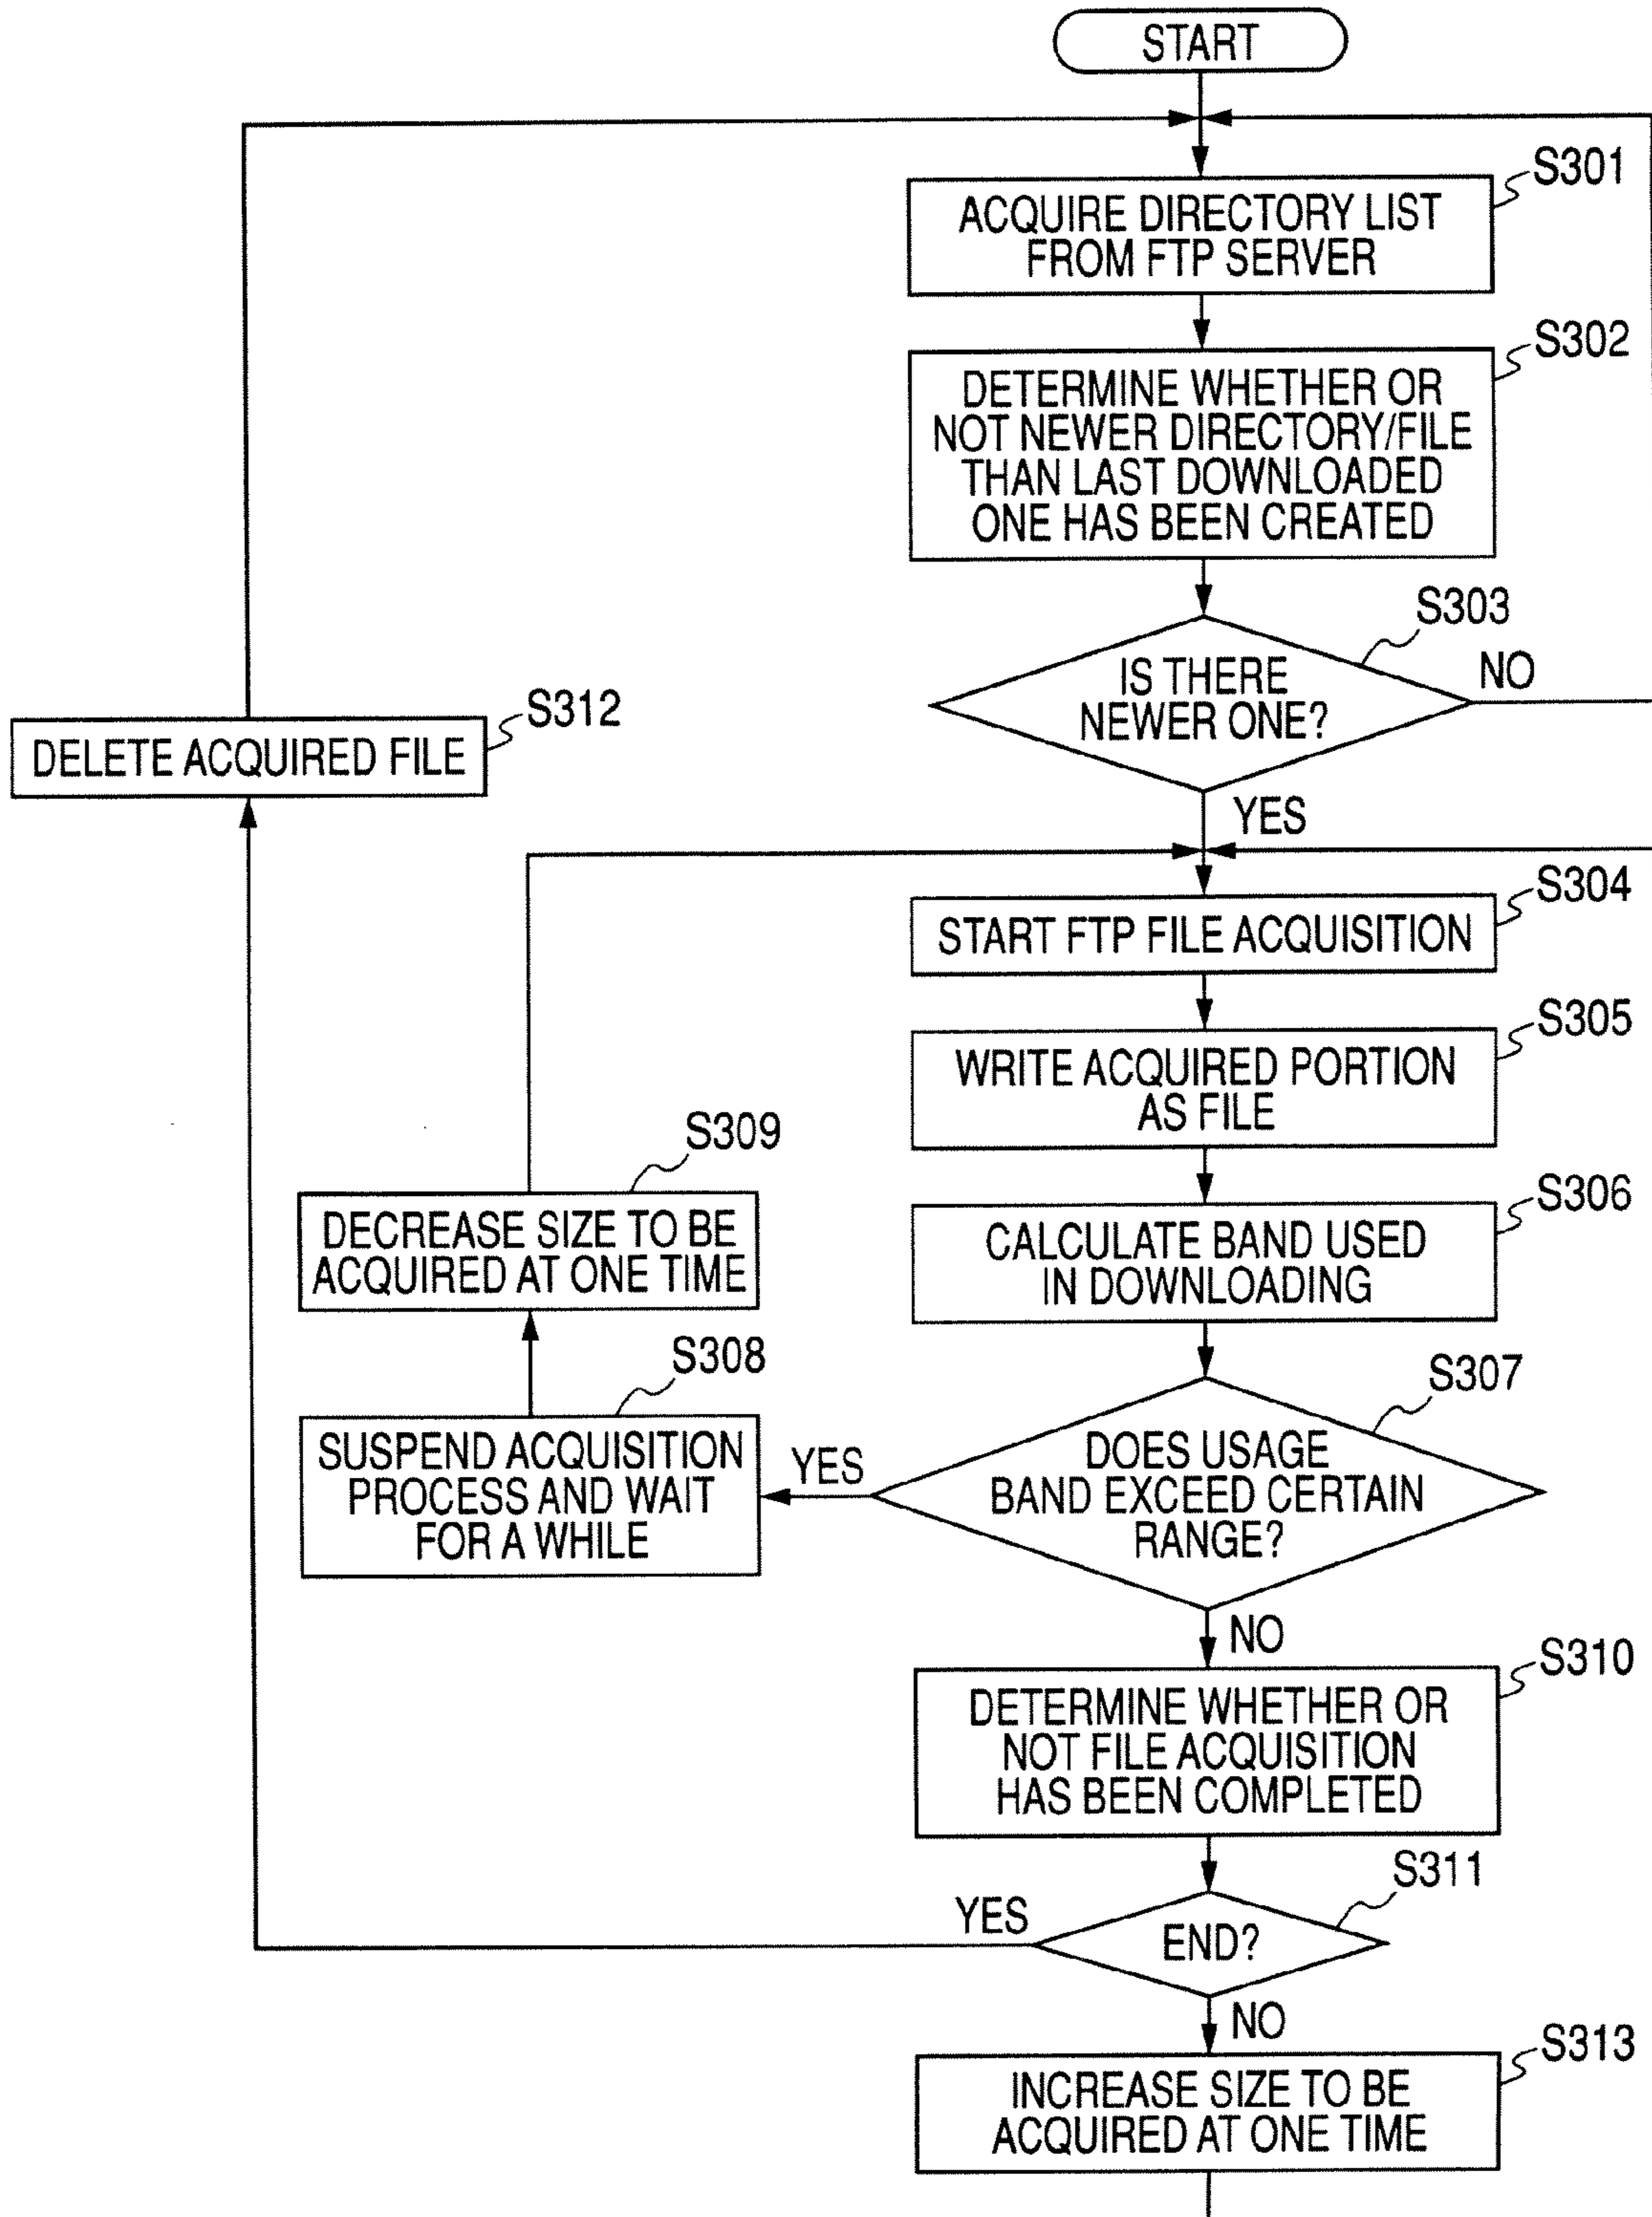 START
S301
ACQUIRE DIRECTORY LIST
FROM FTP SERVER
S302
DETERMINE WHETHER OR
NOT NEWER DIRECTORY/FILE
THAN LAST DOWNLOADED
ONE HAS BEEN CREATED
S303
IS THERE
NEWER ONE?
NO
YES
S312
DELETE ACQUIRED FILE
S304
START FTP FILE ACQUISITION
S305
WRITE ACQUIRED PORTION
AS FILE
S306
CALCULATE BAND USED
IN DOWNLOADING
S309
DECREASE SIZE TO BE
ACQUIRED AT ONE TIME
S308
SUSPEND ACQUISITION
PROCESS AND WAIT
FOR A WHILE
S307
DOES USAGE
BAND EXCEED CERTAIN
RANGE?
YES
NO
S310
DETERMINE WHETHER OR
NOT FILE ACQUISITION
HAS BEEN COMPLETED
S311
END?
YES
NO
S313
INCREASE SIZE TO BE
ACQUIRED AT ONE TIME